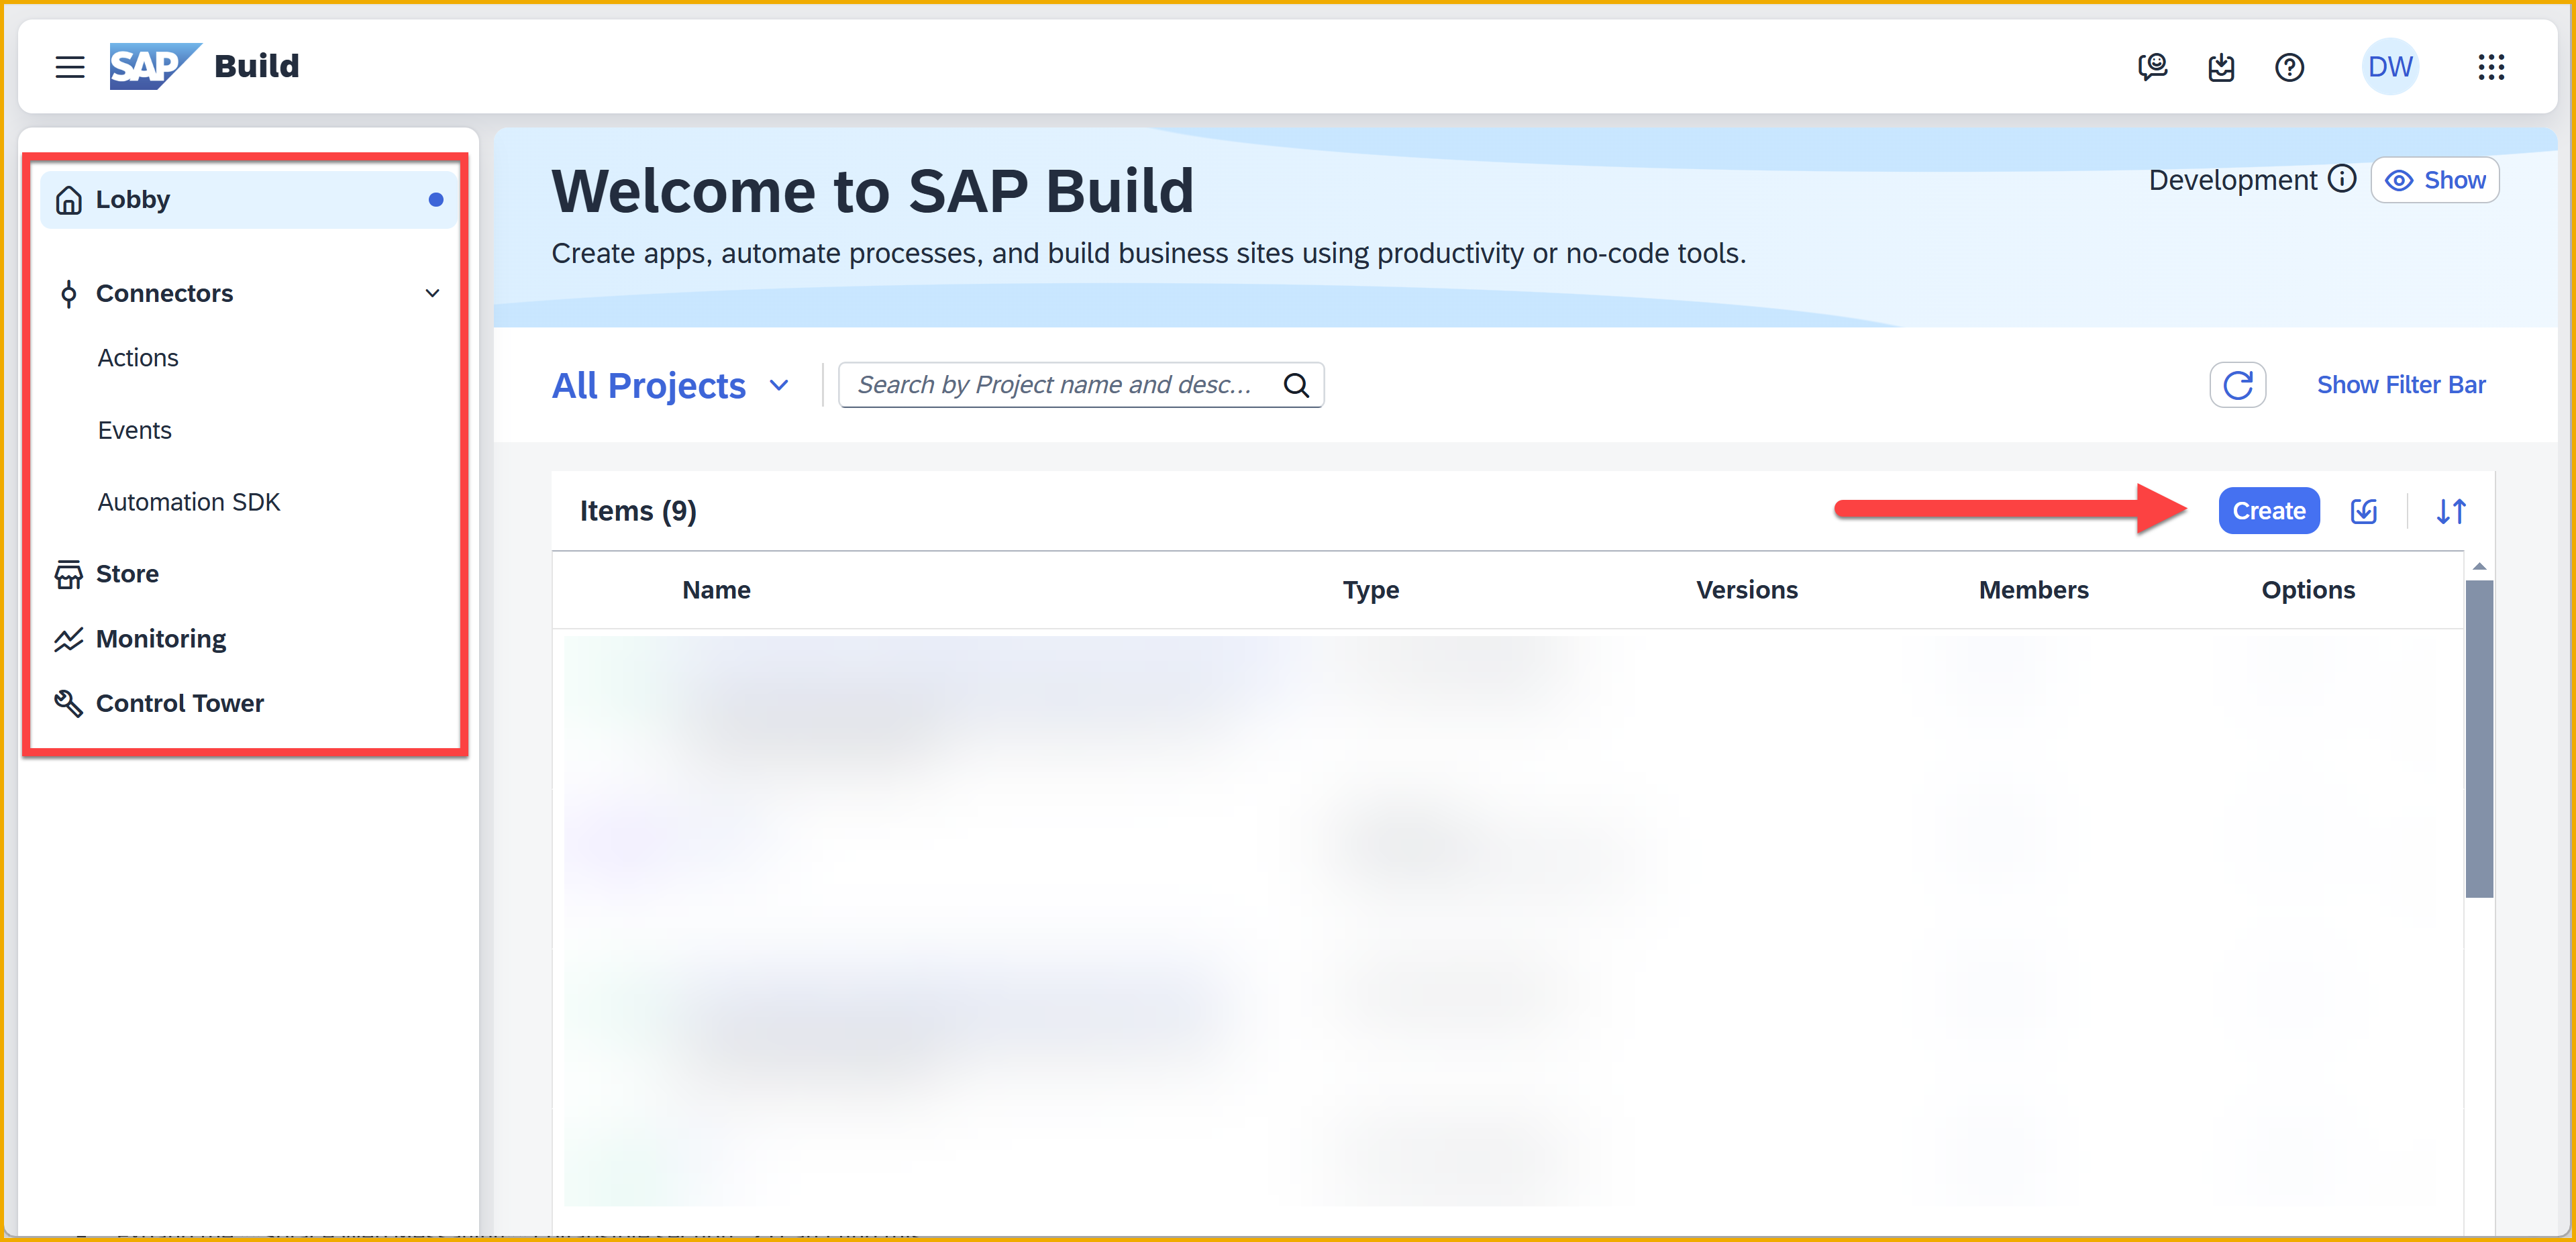 SAP Build
DW
Lobby
Connectors
Actions
Events
Automation SDK
Store
Monitoring
Control Tower
Welcome to SAP Build
Development
Show
Create apps, automate processes, and build business sites using productivity or no-code tools.
All Projects
Search by Project name and desc...
Show Filter Bar
Items (9)
Create
Name Type Versions Members Options